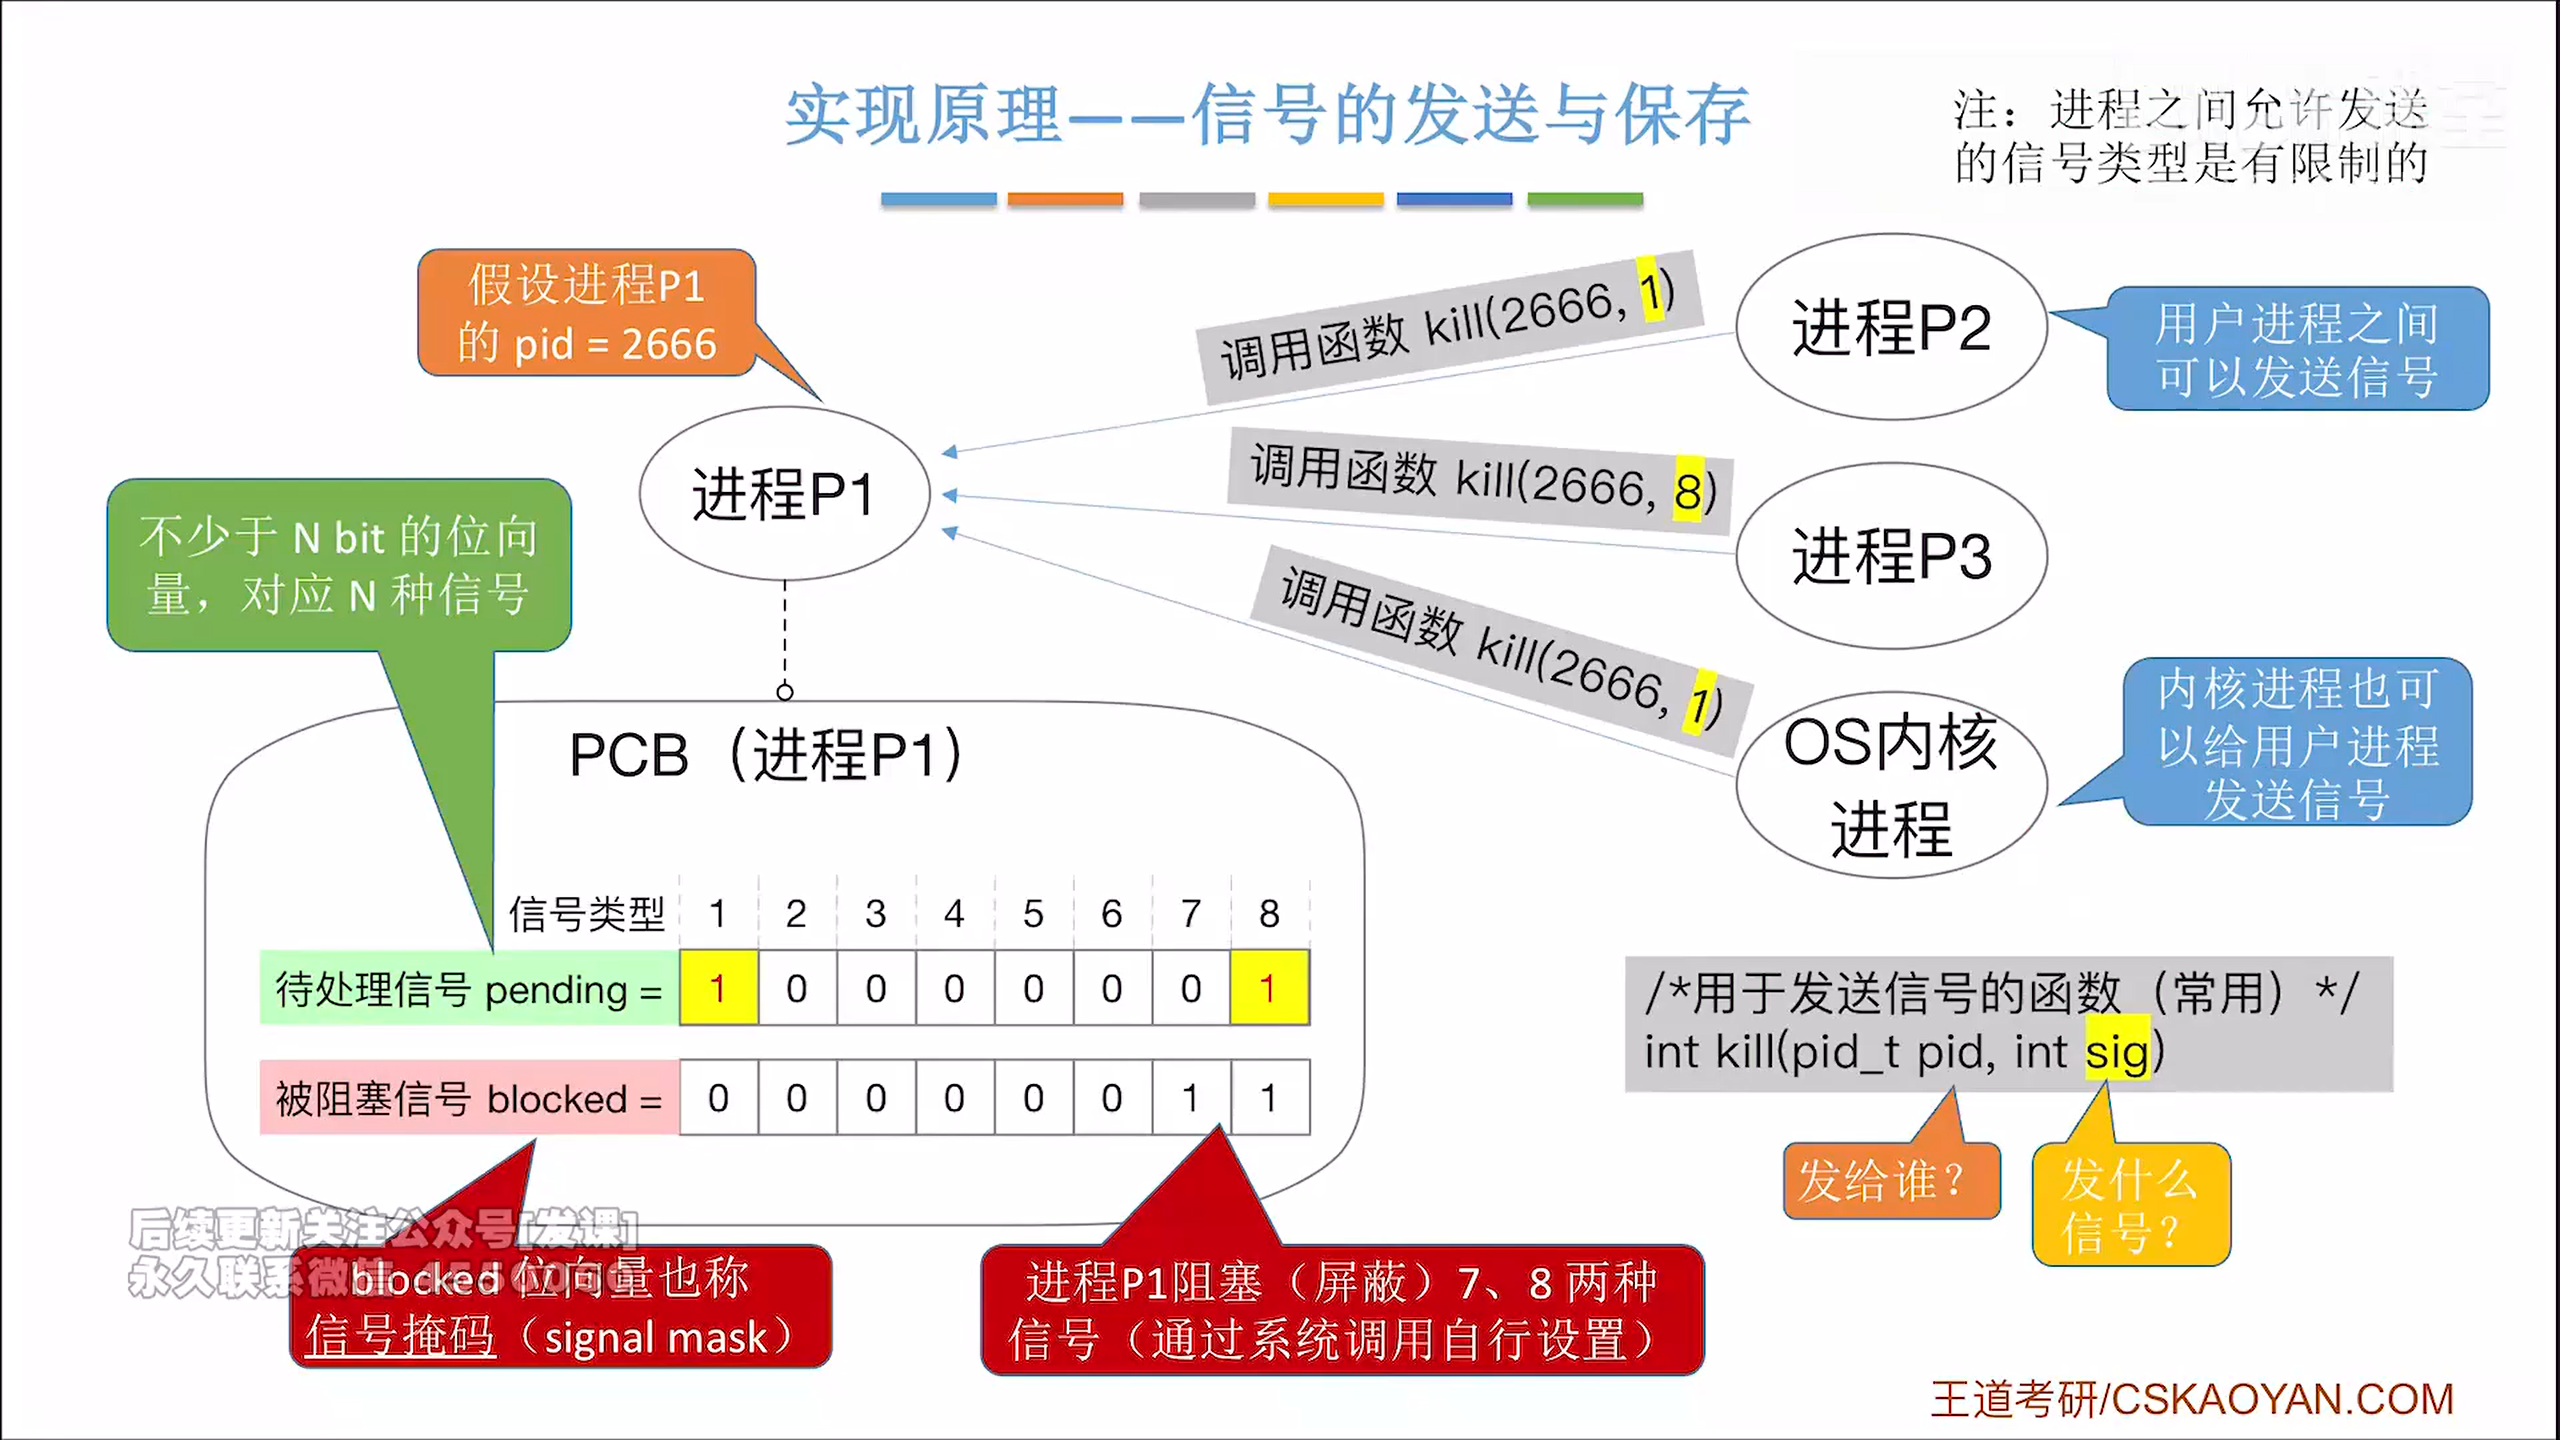 实现原理——信号的发送与保存
注：进程之间允许发送
的信号类型是有限制的
假设进程P1
的 pid = 2666
调用函数 kill(2666, 1)
进程P2
用户进程之间
可以发送信号
进程P1
调用函数 kill(2666, 8)
进程P3
不少于 N bit 的位向
量，对应 N 种信号
调用函数 kill(2666, 1)
OS内核
进程
内核进程也可
以给用户进程
发送信号
PCB（进程P1）
信号类型 1 2 3 4 5 6 7 8
待处理信号 pending = 1 0 0 0 0 0 0 1
被阻塞信号 blocked = 0 0 0 0 0 0 1 1
/*用于发送信号的函数（常用）*/
int kill(pid_t pid, int sig)
发给谁？
发什么
信号？
后续更新关注公众号[发课]
永久联系微信
blocked 位向量也称
信号掩码（signal mask）
进程P1阻塞（屏蔽）7、8 两种
信号（通过系统调用自行设置）
王道考研/CSKAOYAN.COM